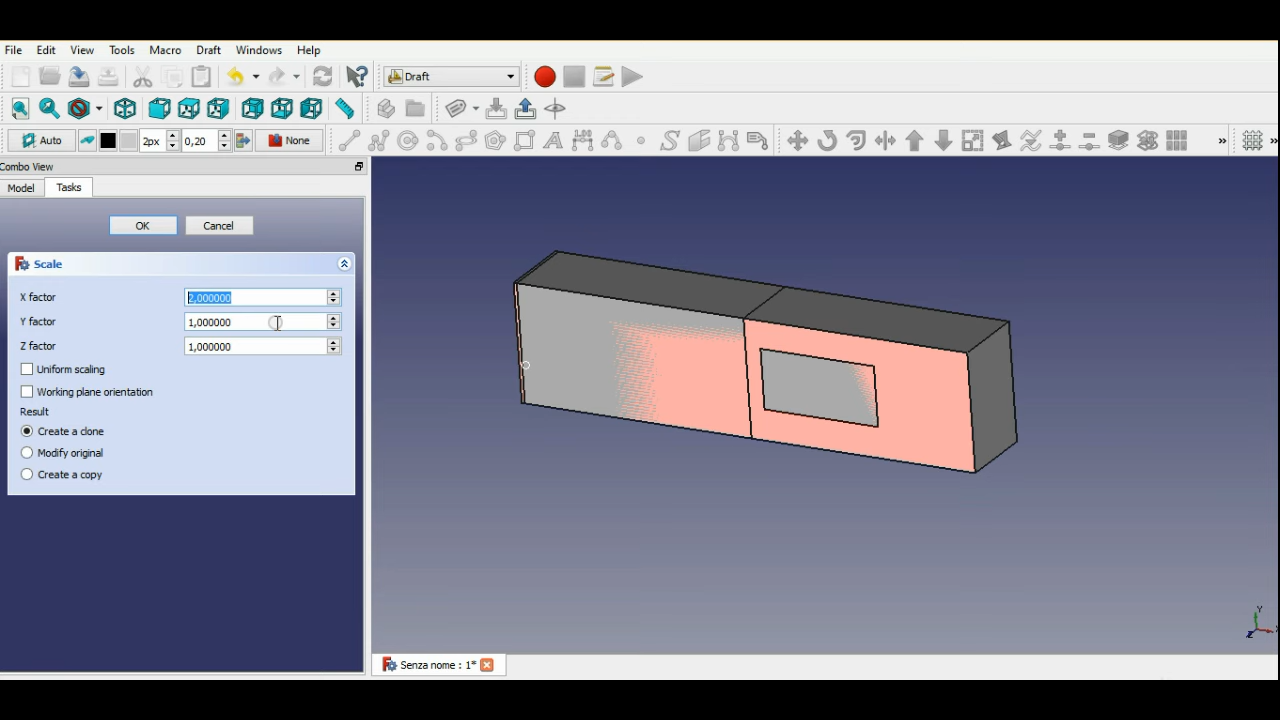 File Edit View Tools Macro Draft Windows Help
Draft
Auto 2px 0,20 None
Combo View
Model Tasks
OK Cancel
Scale
X factor 2,000000
Y factor 1,000000
Z factor 1,000000
Uniform scaling
Working plane orientation
Result
Create a clone
Modify original
Create a copy
Y
Z
Senza nome : 1*